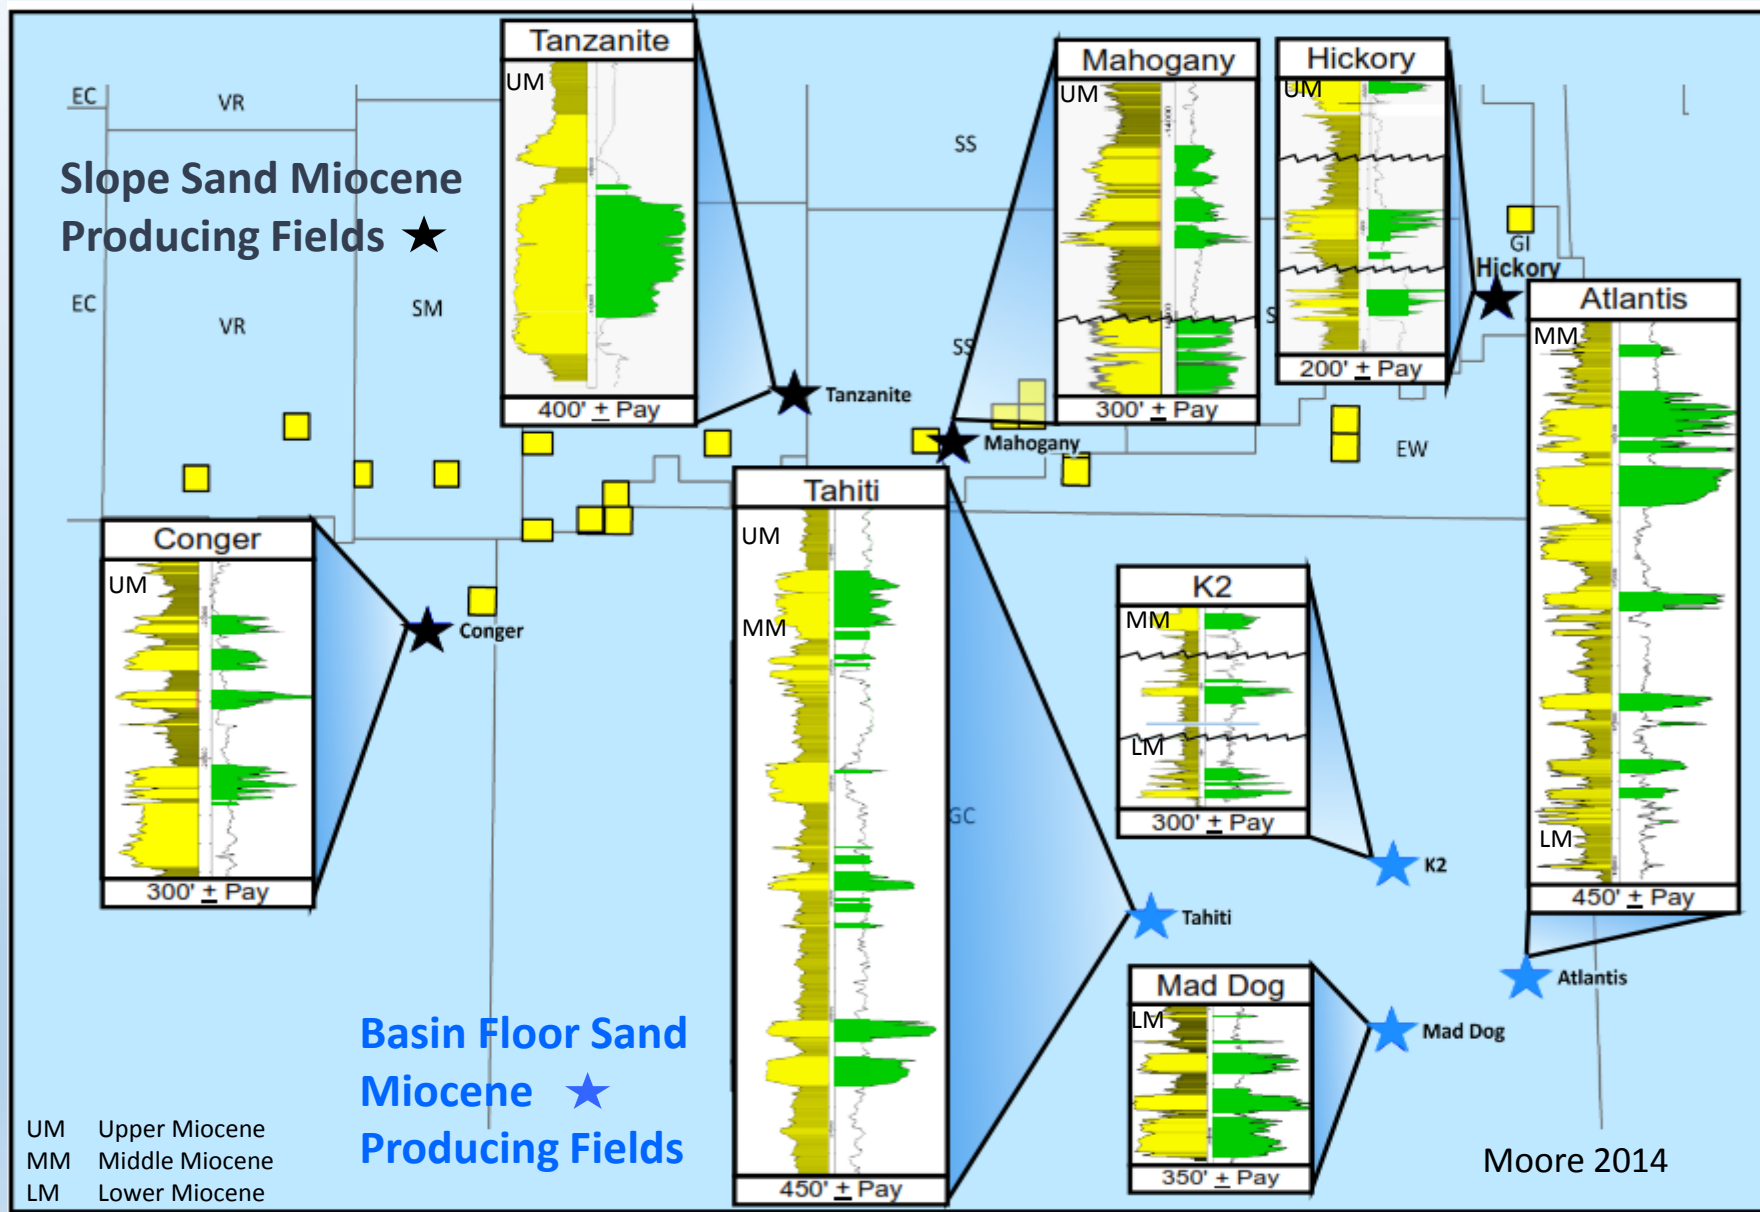 Tanzanite
UM
400' ± Pay
Mahogany
UM
-14000
300' ± Pay
Hickory
UM
200' ± Pay
EC
VR
SS
Slope Sand Miocene
Producing Fields ★
EC
VR
SM
SS
S
GI
Hickory
Atlantis
MM
LM
450' ± Pay
Tanzanite
Mahogany
EW
Tahiti
UM
MM
450' ± Pay
Conger
UM
300' ± Pay
Conger
K2
MM
LM
300' ± Pay
GC
K2
Tahiti
Atlantis
Mad Dog
LM
350' ± Pay
Mad Dog
Basin Floor Sand
Miocene ★
Producing Fields
UM Upper Miocene
MM Middle Miocene
LM Lower Miocene
Moore 2014